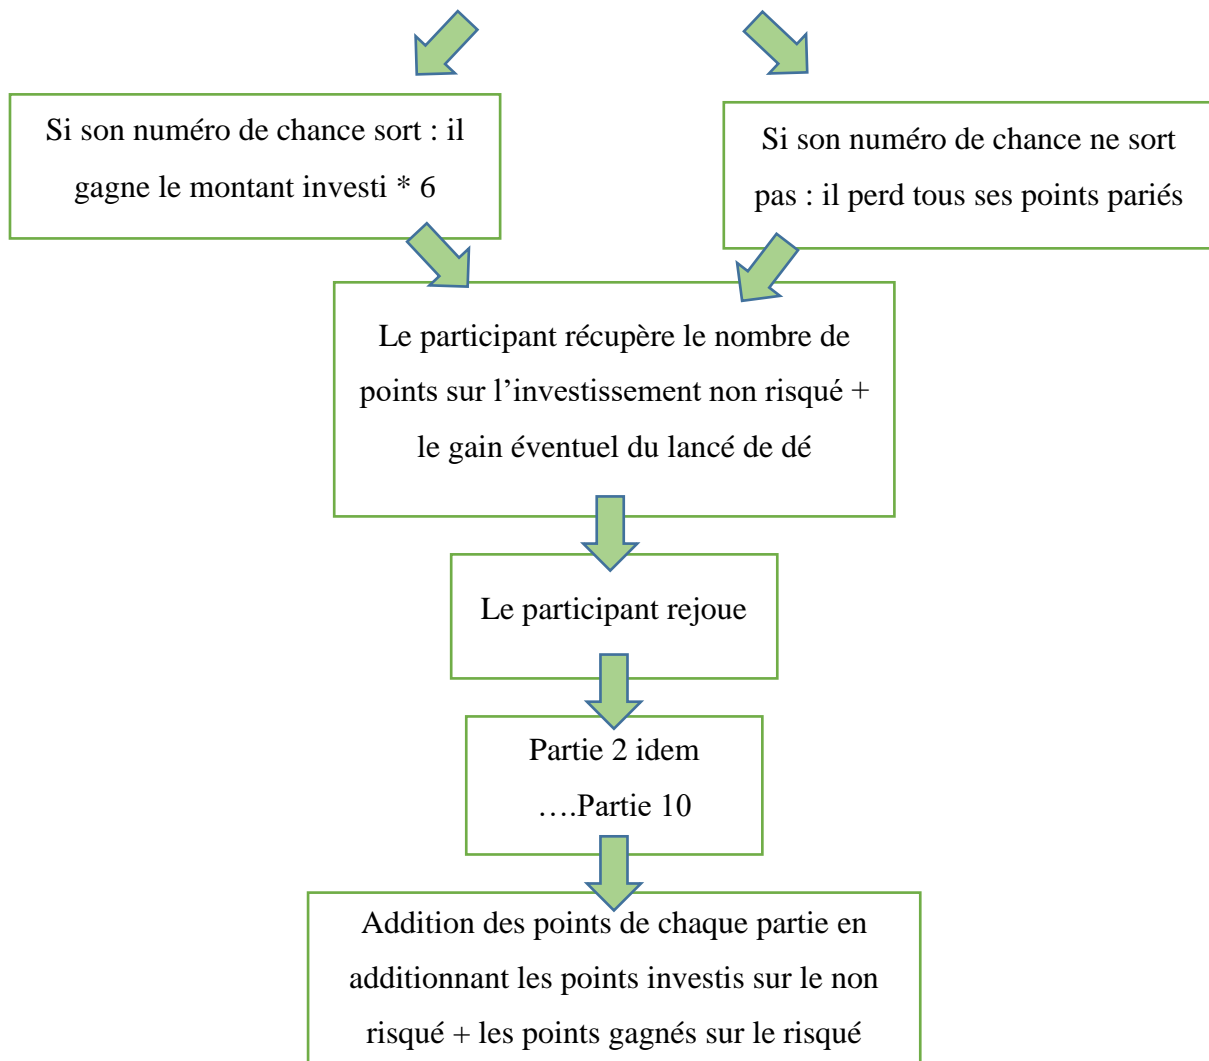 Si son numéro de chance sort : il
gagne le montant investi * 6
Si son numéro de chance ne sort
pas : il perd tous ses points pariés
Le participant récupère le nombre de
points sur l’investissement non risqué +
le gain éventuel du lancé de dé
Le participant rejoue
Partie 2 idem
….Partie 10
Addition des points de chaque partie en
additionnant les points investis sur le non
risqué + les points gagnés sur le risqué